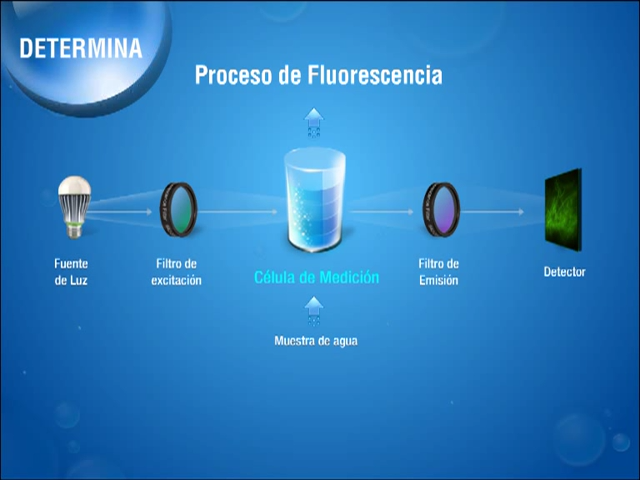 DETERMINA
Proceso de Fluorescencia
Fuente
de Luz
Filtro de
excitación
Célula de Medición
Filtro de
Emisión
Detector
Muestra de agua